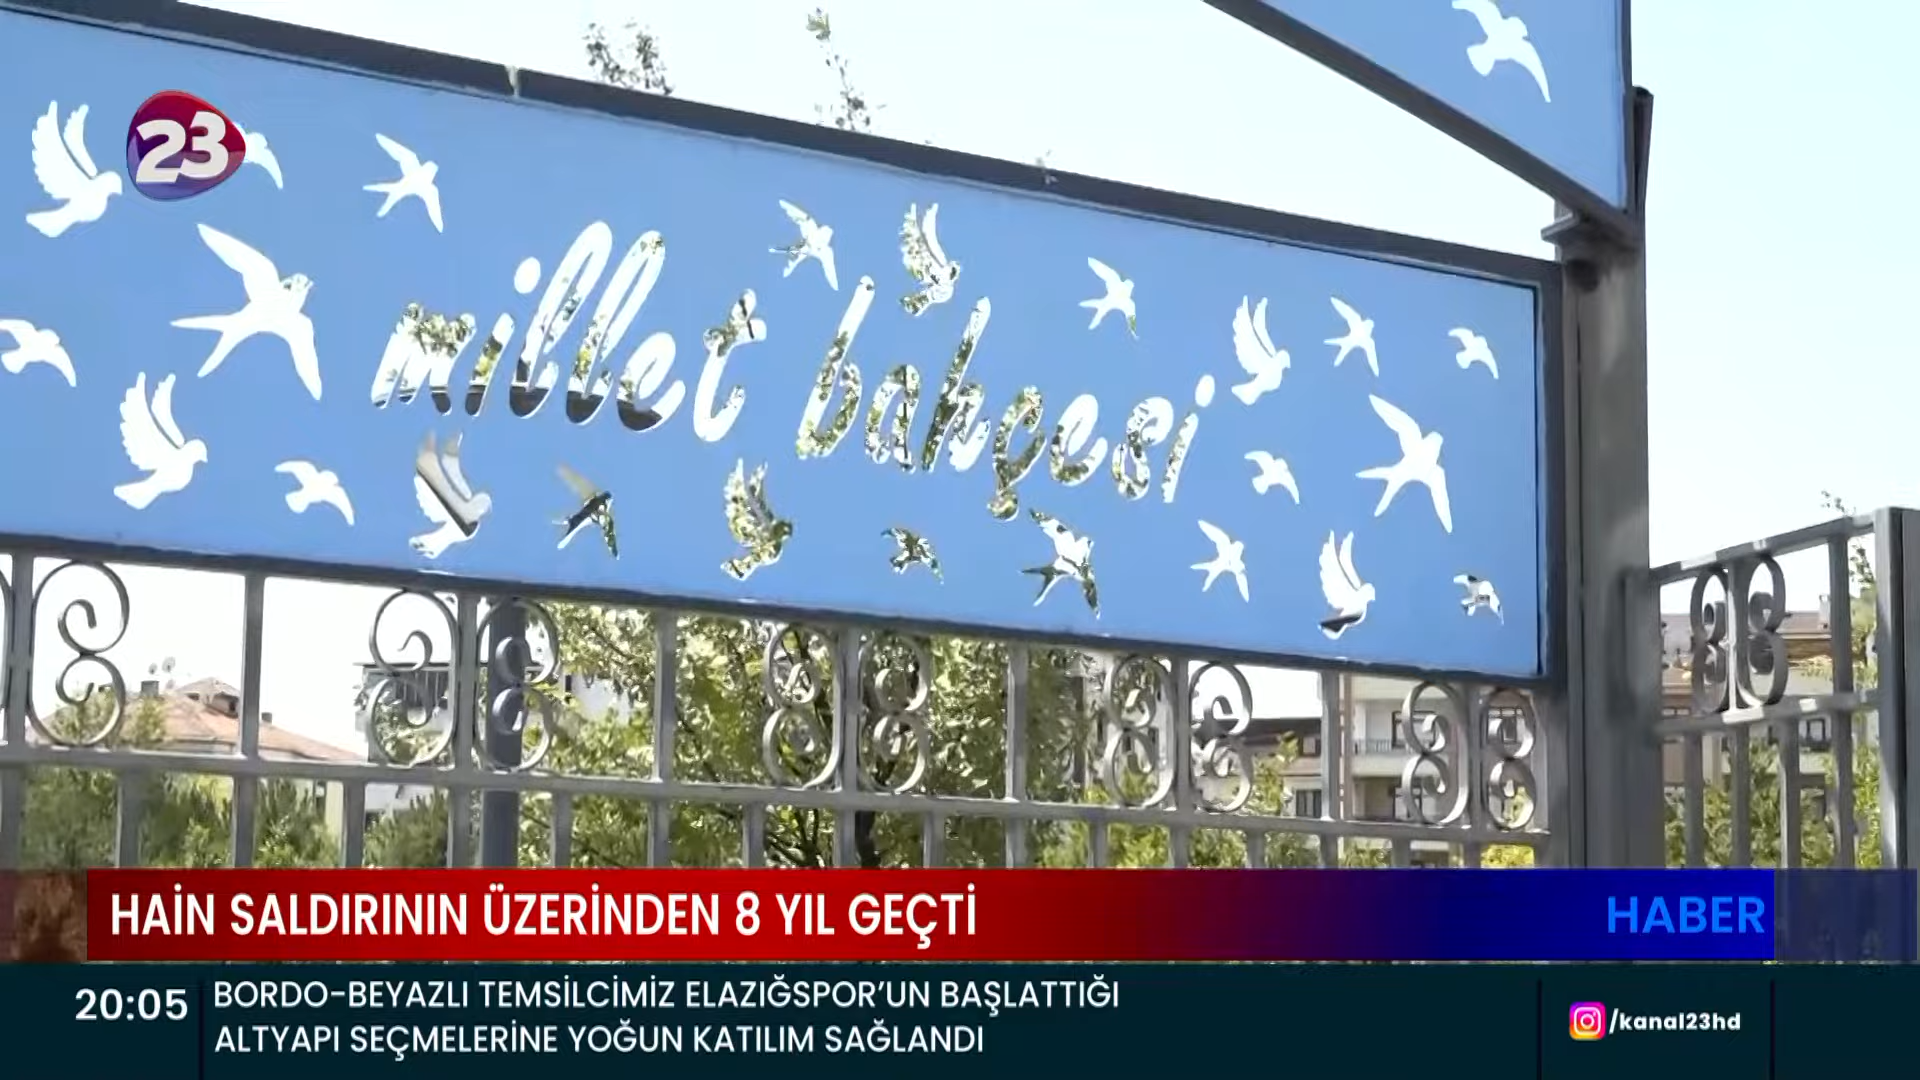 23
millet bahçesi
HAİN SALDIRININ ÜZERİNDEN 8 YIL GEÇTİ
HABER
20:05
BORDO-BEYAZLI TEMSİLCİMİZ ELAZIĞSPOR'UN BAŞLATTIĞI
ALTYAPI SEÇMELERİNE YOĞUN KATILIM SAĞLANDI
/kanal23hd